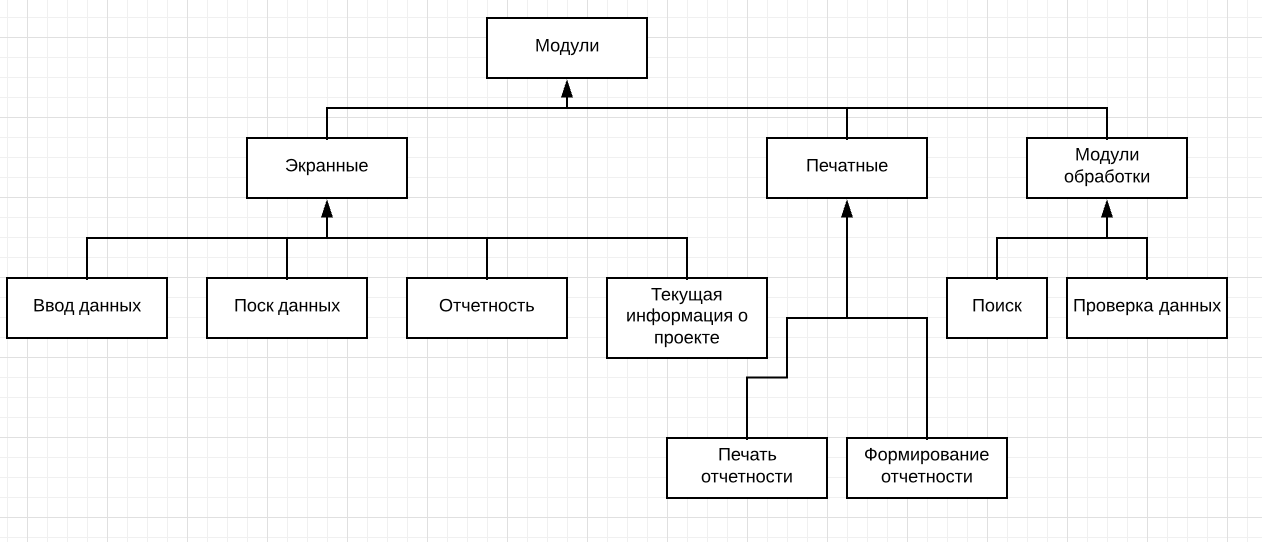 Модули
Экранные
Печатные
Модули
обработки
Ввод данных
Поск данных
Отчетность
Текущая
информация о
проекте
Поиск
Проверка данных
Печать
отчетности
Формирование
отчетности